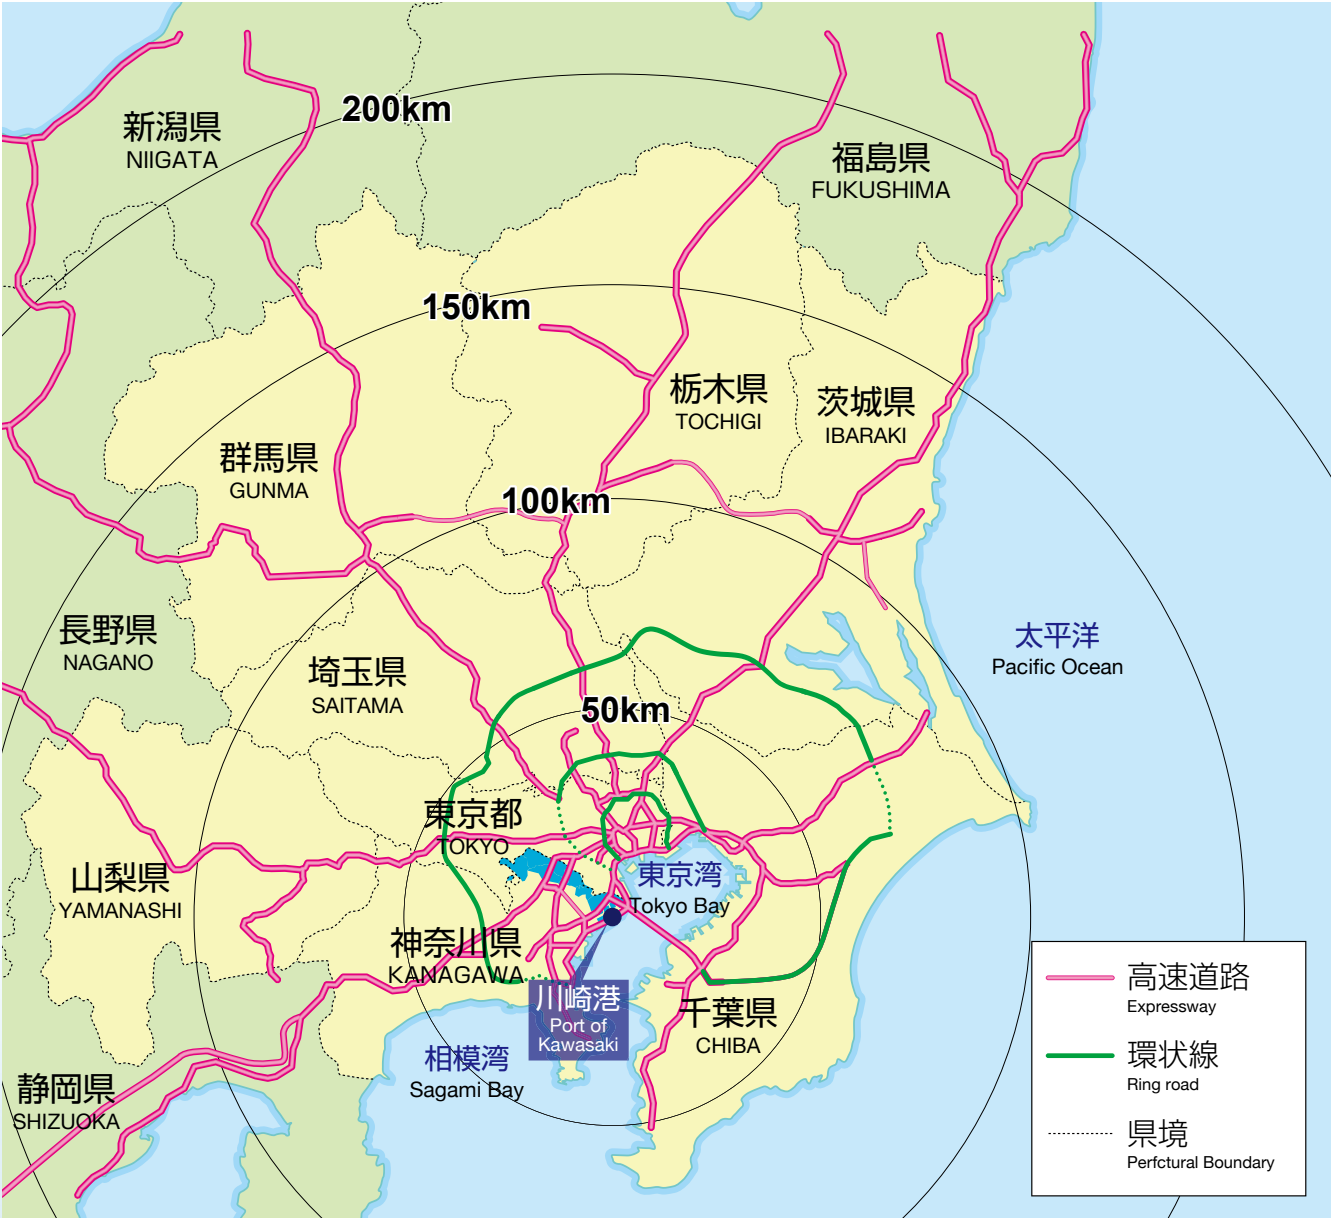 200km
新潟県
NIIGATA
福島県
FUKUSHIMA
150km
栃木県
TOCHIGI
茨城県
IBARAKI
群馬県
GUNMA
100km
長野県
NAGANO
埼玉県
SAITAMA
太平洋
Pacific Ocean
50km
東京都
TOKYO
山梨県
YAMANASHI
東京湾
Tokyo Bay
神奈川県
KANAGAWA
川崎港
Port of
Kawasaki
千葉県
CHIBA
相模湾
Sagami Bay
静岡県
SHIZUOKA
高速道路
Expressway
環状線
Ring road
県境
Perfctural Boundary